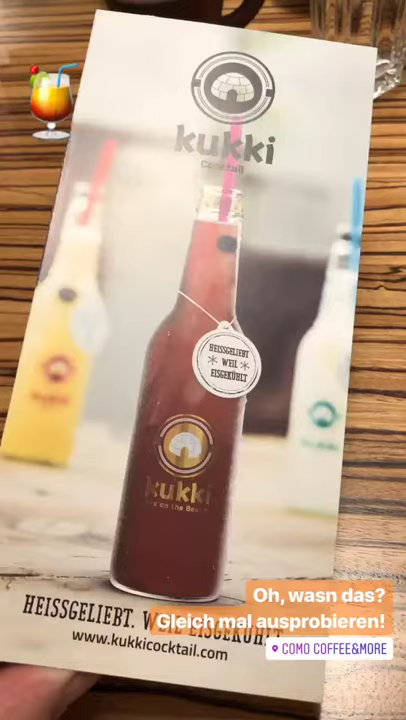 kukki
Cocktail
HEISSGELIEBT
WEIL
EISGEKÜHLT
kukki
HEISSGELIEBT. WEIL EISGEKÜHLT.
www.kukkicocktail.com
Oh, wasn das?
Gleich mal ausprobieren!
COMO COFFEE&MORE